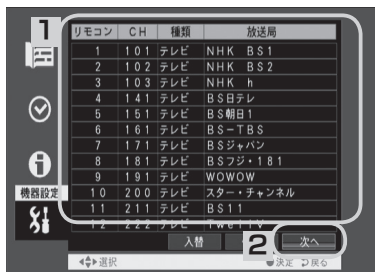 1
リモコン CH 種類 放送局
1 101 テレビ NHK BS1
2 102 テレビ NHK BS2
3 103 テレビ NHK h
4 141 テレビ BS日テレ
5 151 テレビ BS朝日1
6 161 テレビ BS-TBS
7 171 テレビ BSジャパン
8 181 テレビ BSフジ・181
9 191 テレビ WOWOW
10 200 テレビ スター・チャンネル
11 211 テレビ BS11
12 222 テレビ TwellV
機器設定
入替
2
次へ
選択
決定 戻る